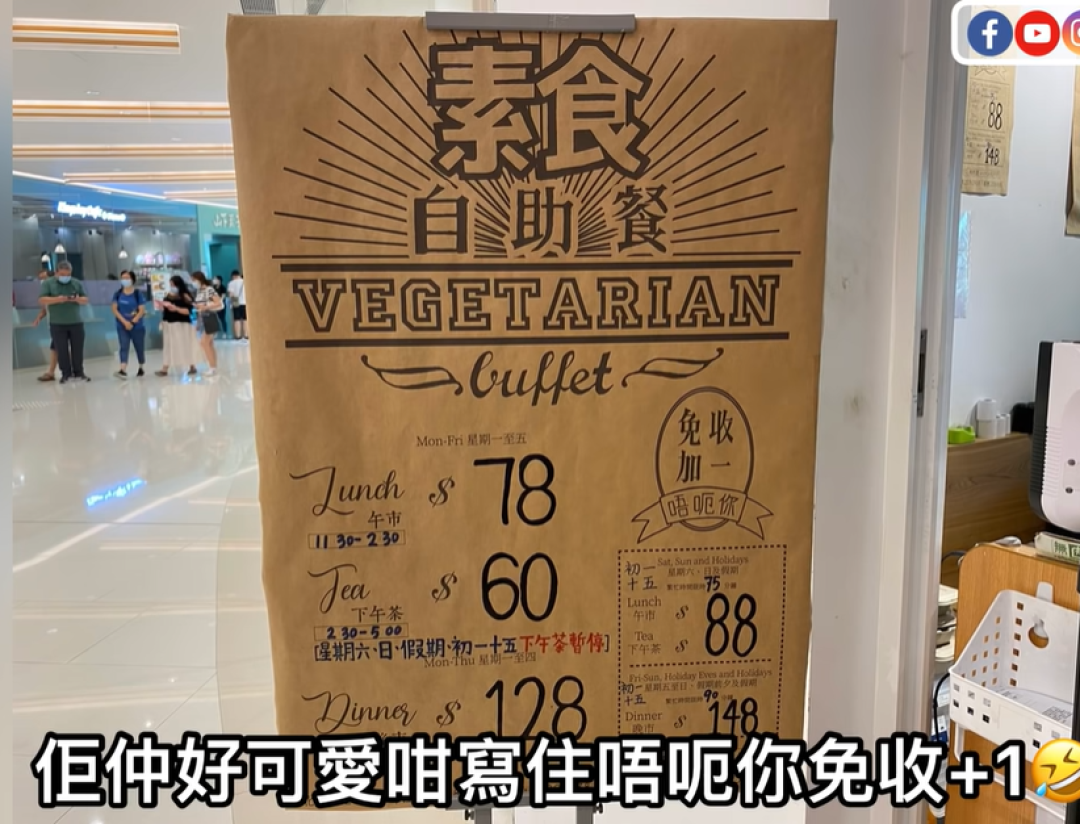 素食
自助餐
VEGETARIAN
buffet
免收
加一
唔呃你
Mon-Fri 星期一至五
Lunch $ 78
午市
11 30-2 30
Tea $ 60
下午茶
2 30-5 00
[星期六·日·假期·初一十五下午茶暫停]
Mon-Thu 星期一至四
Dinner $ 128
初一
十五
Sat, Sun and Holidays
星期六、日及假期
75
Lunch
午市 $
88
Tea
下午茶 $
Fri-Sun, Holiday Eves and Holidays
初一
十五
星期五至日、假期前夕及假期
90
Dinner
晚市 $ 148
88
148
佢仲好可愛咁寫住唔呃你免收+1🤣